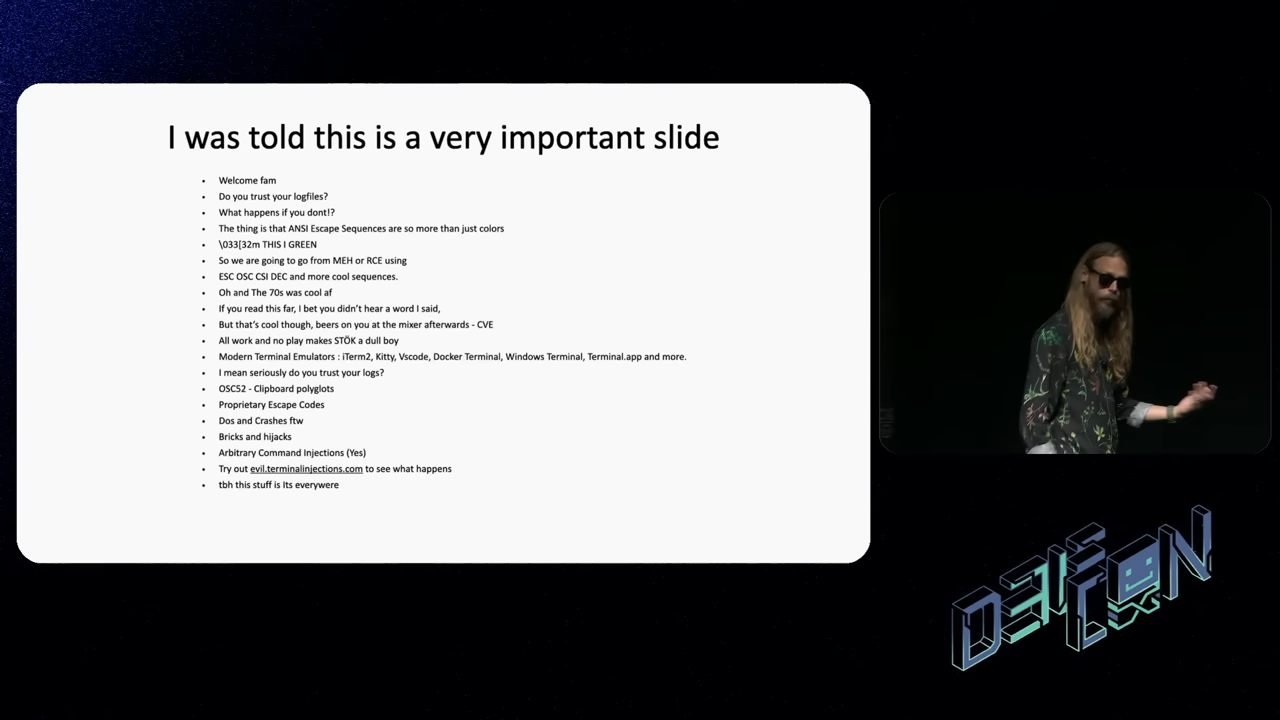 I was told this is a very important slide
• Welcome fam
• Do you trust your logfiles?
• What happens if you dont!?
• The thing is that ANSI Escape Sequences are so more than just colors
• \033[32m THIS I GREEN
• So we are going to go from MEH or RCE using
• ESC OSC CSI DEC and more cool sequences.
• Oh and The 70s was cool af
• If you read this far, I bet you didn't hear a word I said,
• But that's cool though, beers on you at the mixer afterwards - CVE
• All work and no play makes STÖK a dull boy
• Modern Terminal Emulators : iTerm2, Kitty, Vscode, Docker Terminal, Windows Terminal, Terminal.app and more.
• I mean seriously do you trust your logs?
• OSC52 - Clipboard polyglots
• Proprietary Escape Codes
• Dos and Crashes ftw
• Bricks and hijacks
• Arbitrary Command Injections (Yes)
• Try out evil.terminalinjections.com to see what happens
• tbh this stuff is Its everywere
DEF
CON